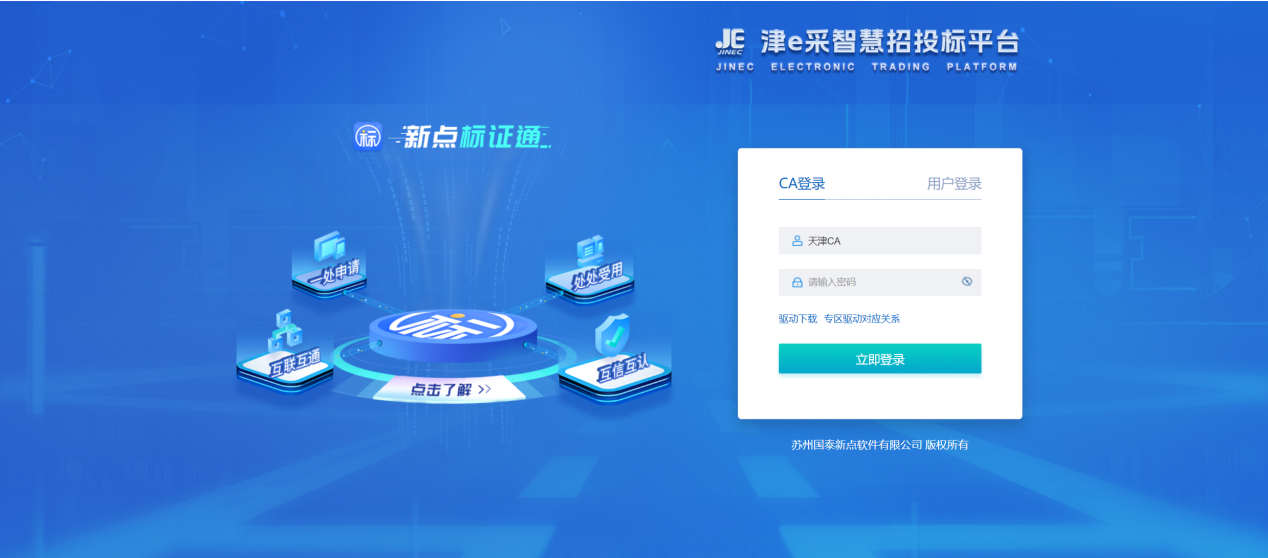 JE 津e采智慧招投标平台
JINEC
JINEC ELECTRONIC TRADING PLATFORM
标 新点标证通
CA登录 用户登录
天津CA
请输入密码
驱动下载 专区驱动对应关系
立即登录
一处申请
处处受用
标
互联互通
互信互认
点击了解 >>
苏州国泰新点软件有限公司 版权所有